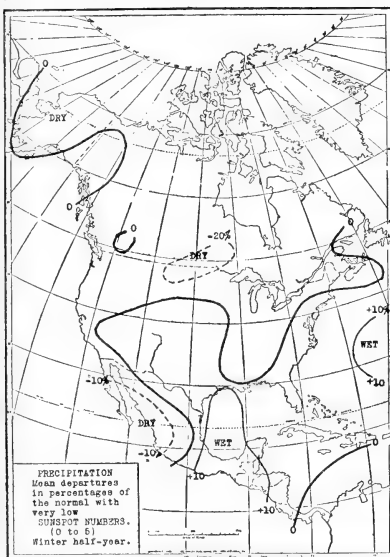 0
DRY
0
0
-20%
DRY
0
+10%
WET
+10
-10%
DRY
-10%
WET
+10
0
+10
0
PRECIPITATION
Mean departures
in percentages of
the normal with
very low
SUNSPOT NUMBERS.
(0 to 5)
Winter half-year.